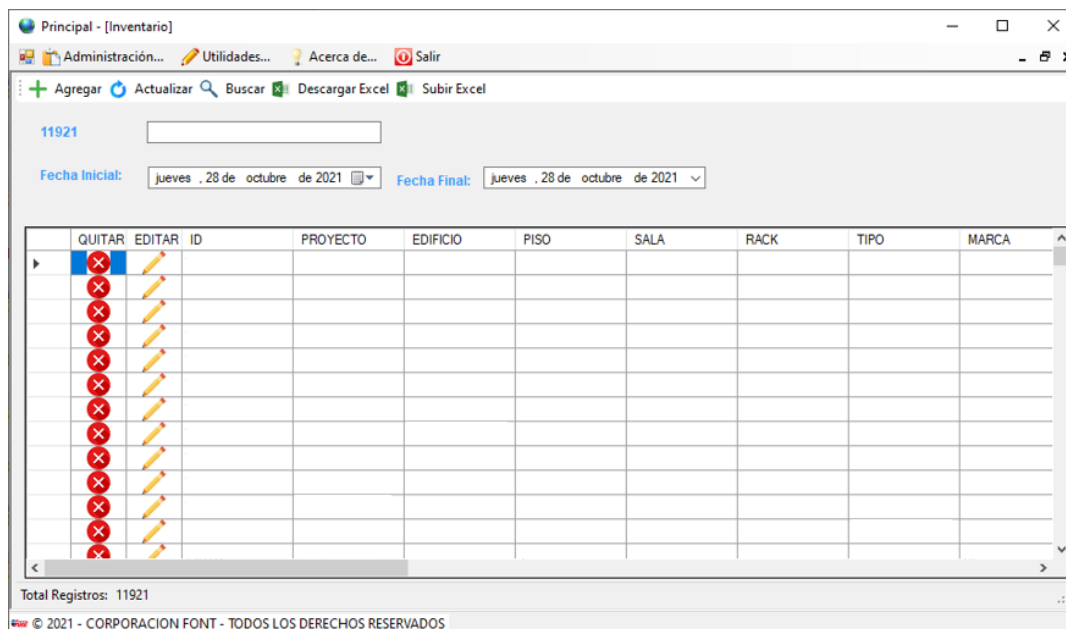 Principal - [Inventario]
Administración... Utilidades... Acerca de... Salir
Agregar Actualizar Buscar Descargar Excel Subir Excel
11921
Fecha Inicial: jueves , 28 de octubre de 2021 Fecha Final: jueves , 28 de octubre de 2021
QUITAR EDITAR ID PROYECTO EDIFICIO PISO SALA RACK TIPO MARCA
Total Registros: 11921
© 2021 - CORPORACION FONT - TODOS LOS DERECHOS RESERVADOS